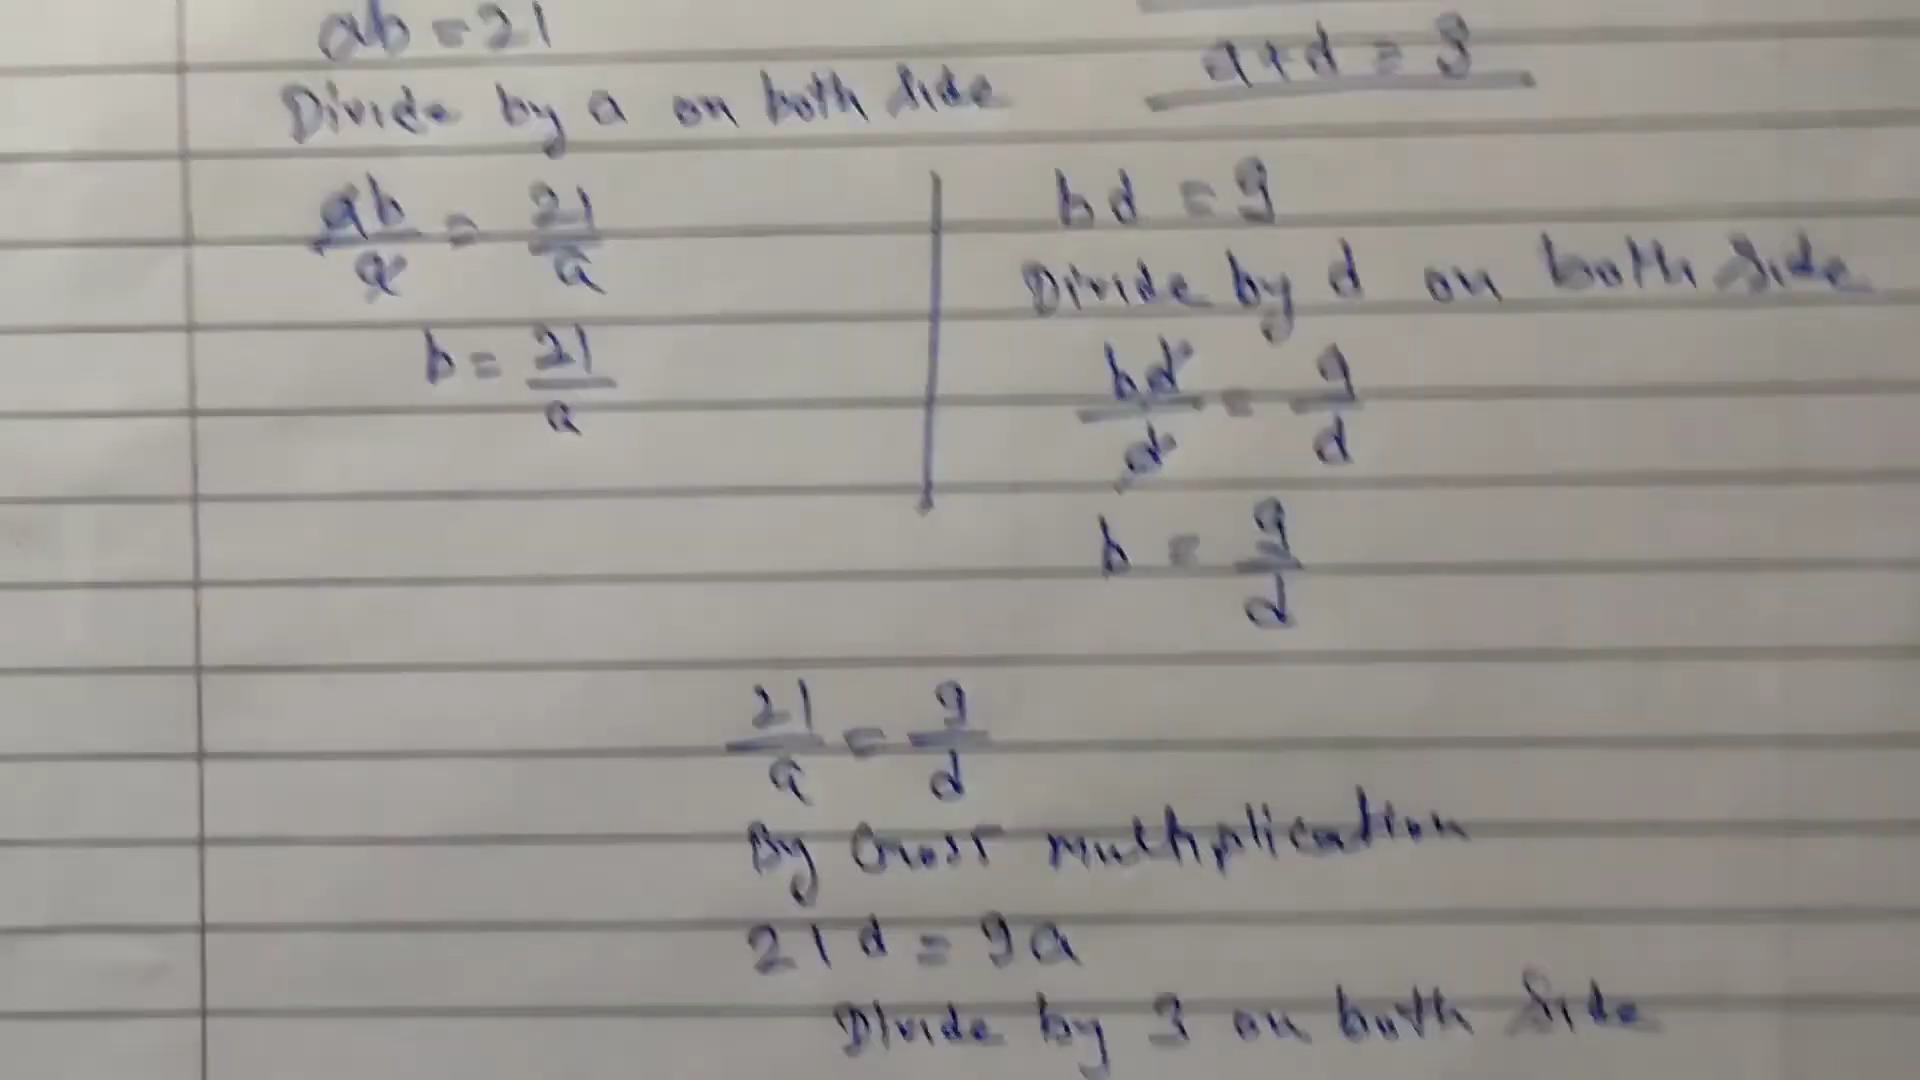 ab = 21
Divide by a on both side
ab/a = 21/a
b = 21/a
a+d = 9
bd = 9
Divide by d on both side
bd/d = 9/d
b = 9/d
21/a = 9/d
By Cross multiplication
21d = 9a
Divide by 3 on both side